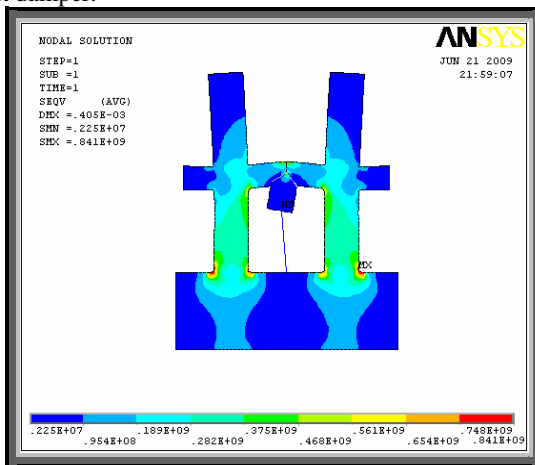 t damper.
NODAL SOLUTION
STEP=1
SUB =1
TIME=1
SEQV (AVG)
DMX =.405E-03
SMN =.225E+07
SMX =.841E+09
ANSYS
JUN 21 2009
21:59:07
MN
MX
.225E+07 .189E+09 .375E+09 .561E+09 .748E+09
.954E+08 .282E+09 .468E+09 .654E+09 .841E+09